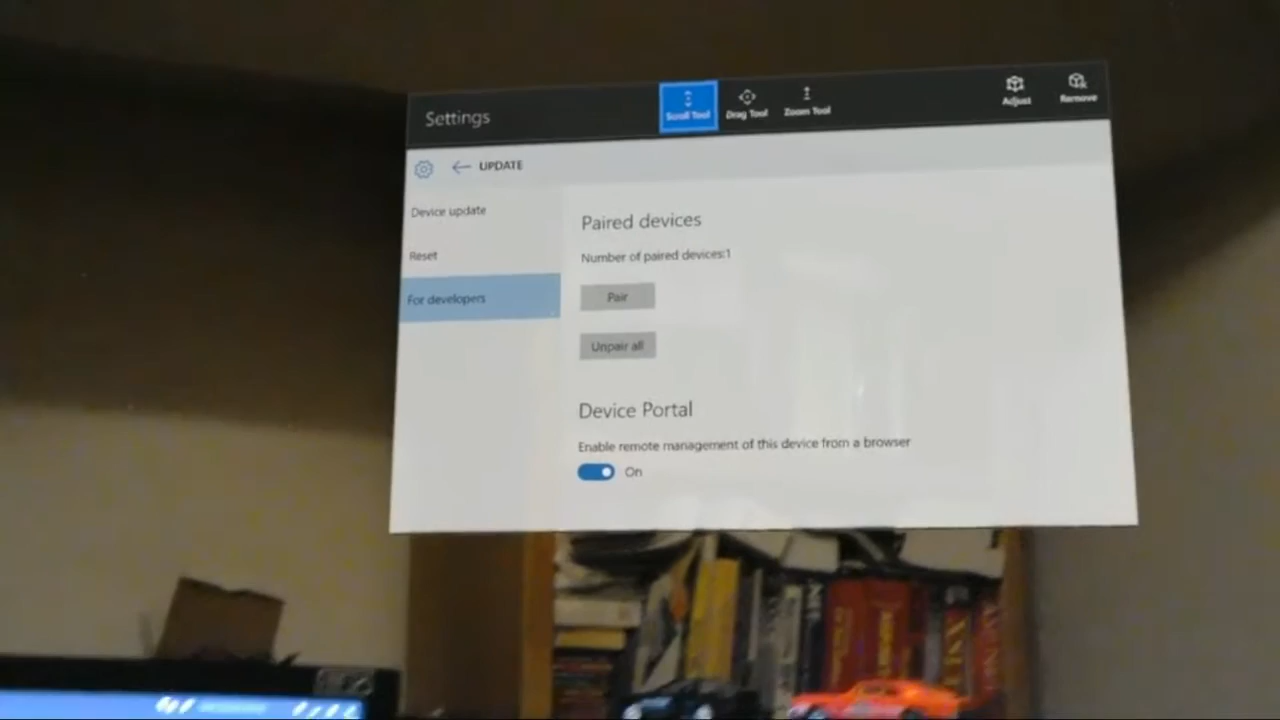 Settings
Scroll Tool
Drag Tool
Zoom Tool
Adjust
Remove
UPDATE
Device update
Reset
For developers
Paired devices
Number of paired devices:1
Pair
Unpair all
Device Portal
Enable remote management of this device from a browser
On